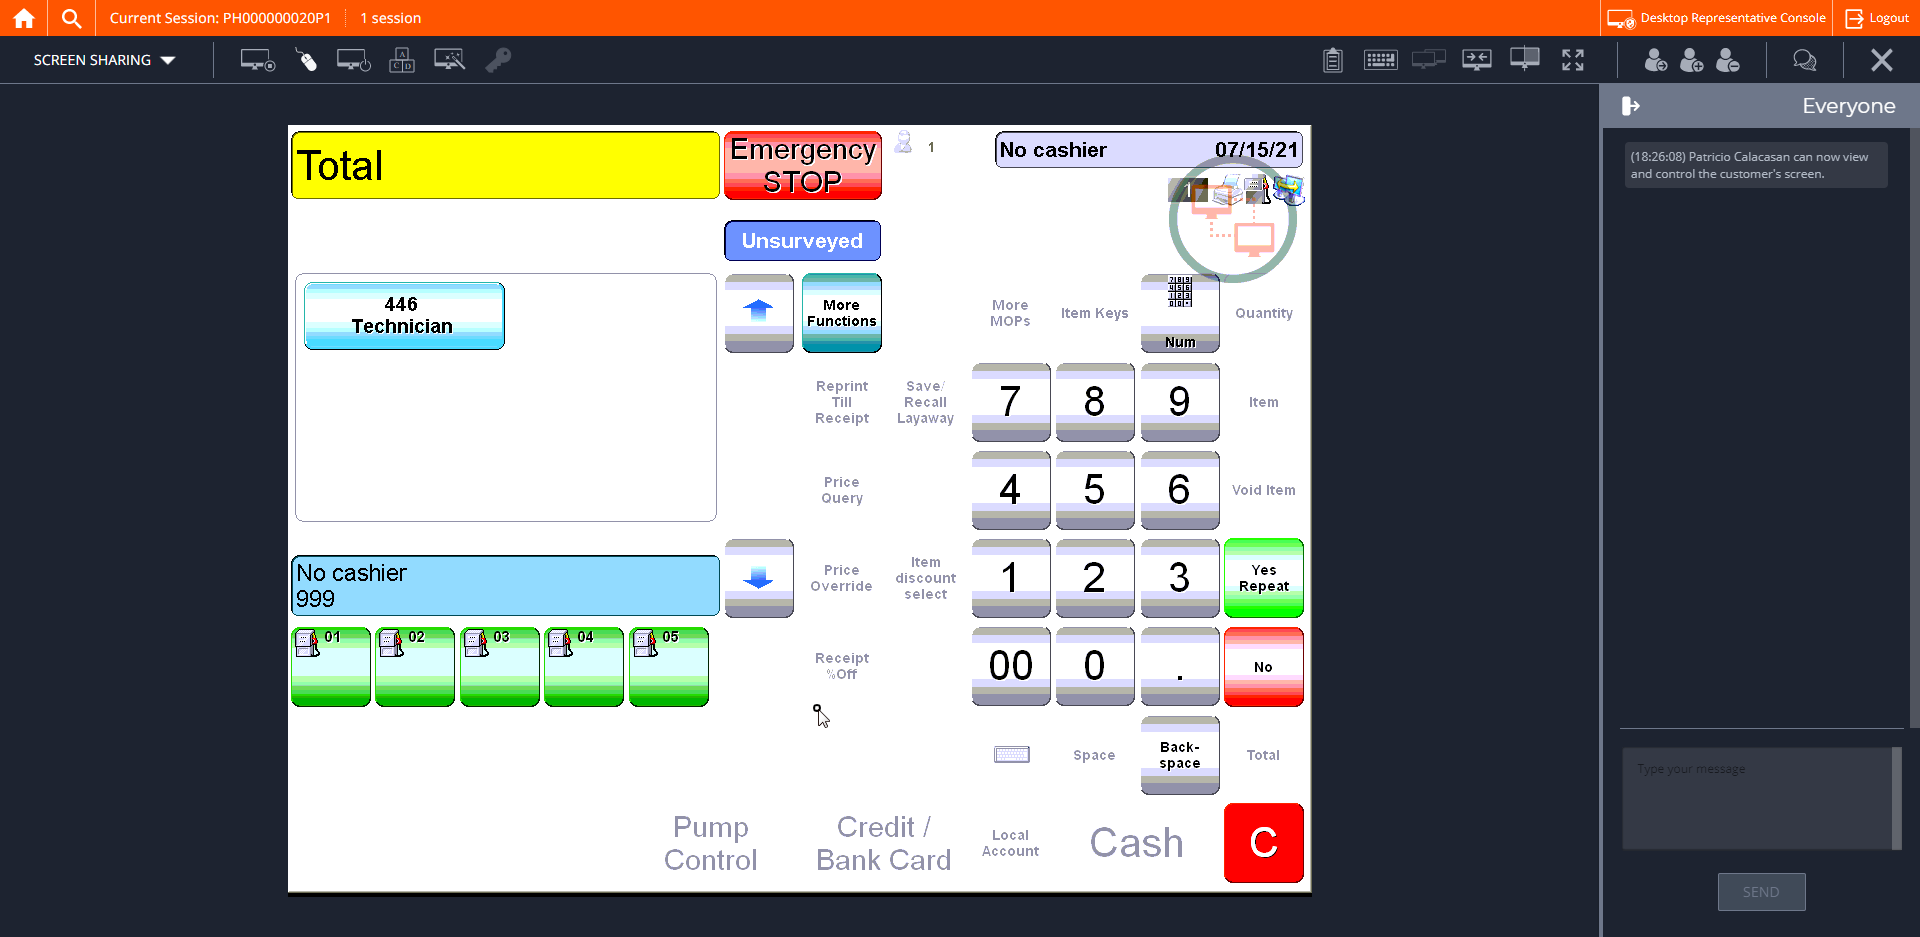 Current Session: PH000000020P1
1 session
Desktop Representative Console
Logout
SCREEN SHARING
Everyone
(18:26:08) Patricio Calacasan can now view
and control the customer's screen.
Total
Emergency
STOP
1
No cashier 07/15/21
1
Unsurveyed
446
Technician
More
Functions
More
MOPs
Item Keys
Num
Quantity
Reprint
Till
Receipt
Save/
Recall
Layaway
7
8
9
Item
Price
Query
4
5
6
Void Item
No cashier
999
Price
Override
Item
discount
select
1
2
3
Yes
Repeat
01
02
03
04
05
Receipt
%Off
00
0
.
No
Space
Back-
space
Total
Pump
Control
Credit /
Bank Card
Local
Account
Cash
C
Type your message
SEND